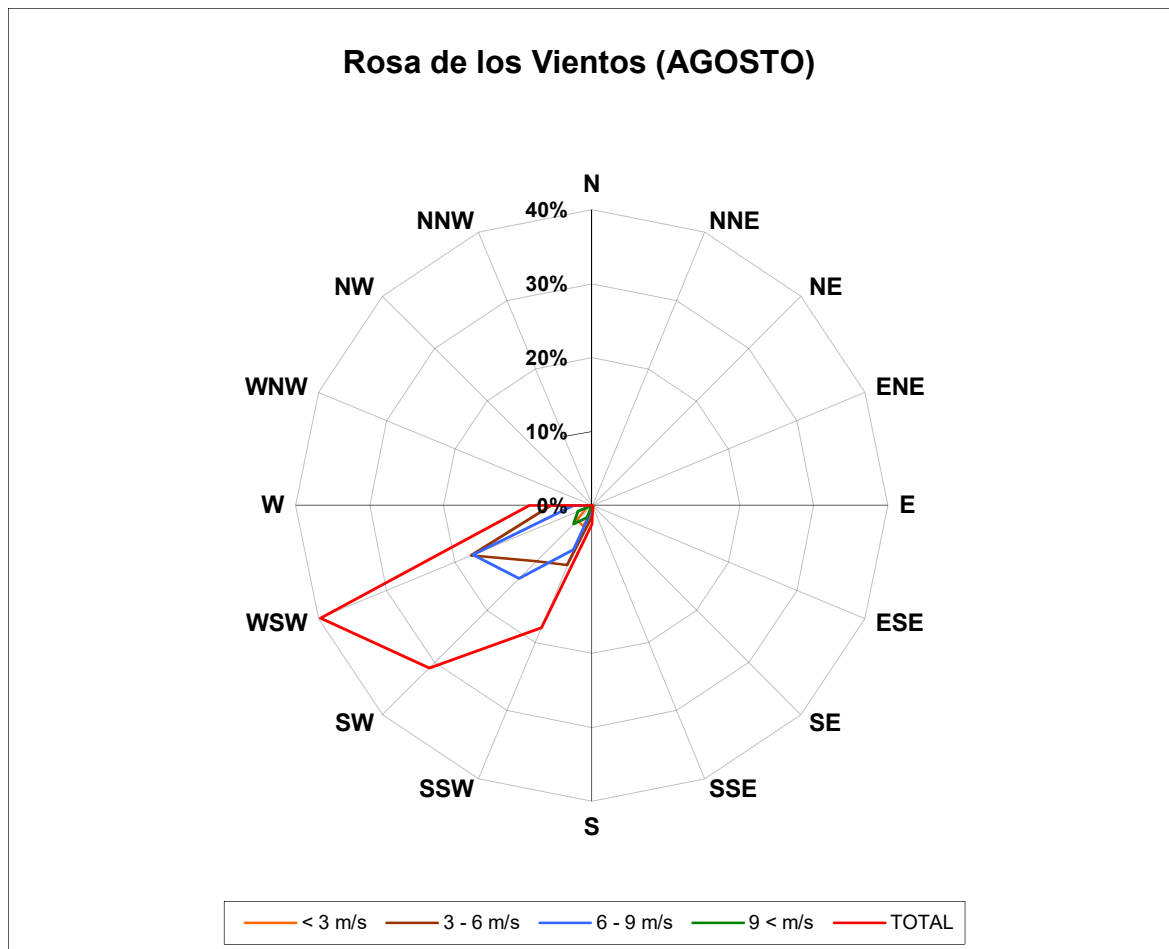 Rosa de los Vientos (AGOSTO)
N
40%
NNW
NNE
30%
NW
NE
20%
WNW
ENE
10%
W
0%
E
WSW
ESE
SW
SE
SSW
SSE
S
< 3 m/s
3 - 6 m/s
6 - 9 m/s
9 < m/s
TOTAL